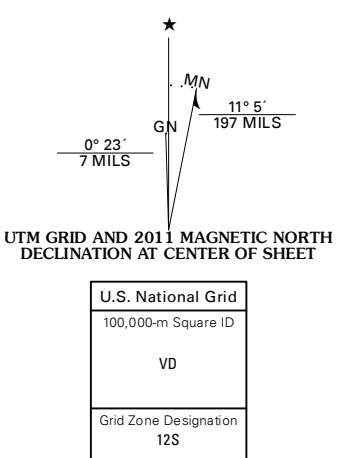 ★
MN
11° 5´
197 MILS
GN
0° 23´
7 MILS
UTM GRID AND 2011 MAGNETIC NORTH
DECLINATION AT CENTER OF SHEET
U.S. National Grid
100,000-m Square ID
VD
Grid Zone Designation
12S